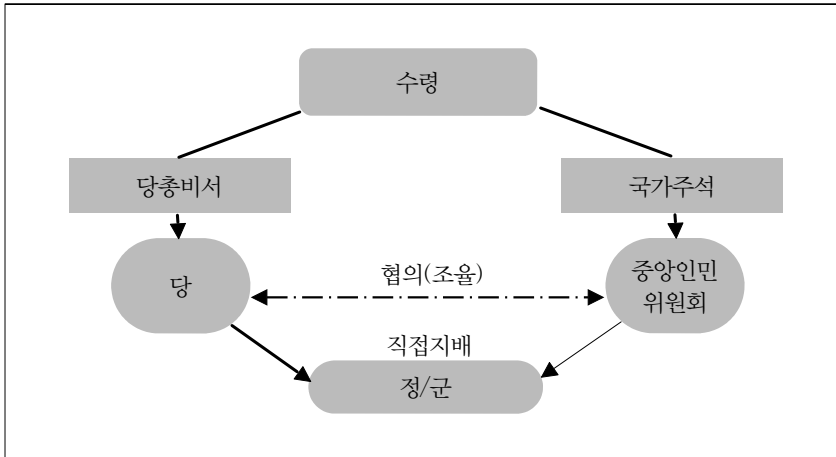 수령
당총비서
국가주석
협의(조율)
당
중앙인민
위원회
직접지배
정/군